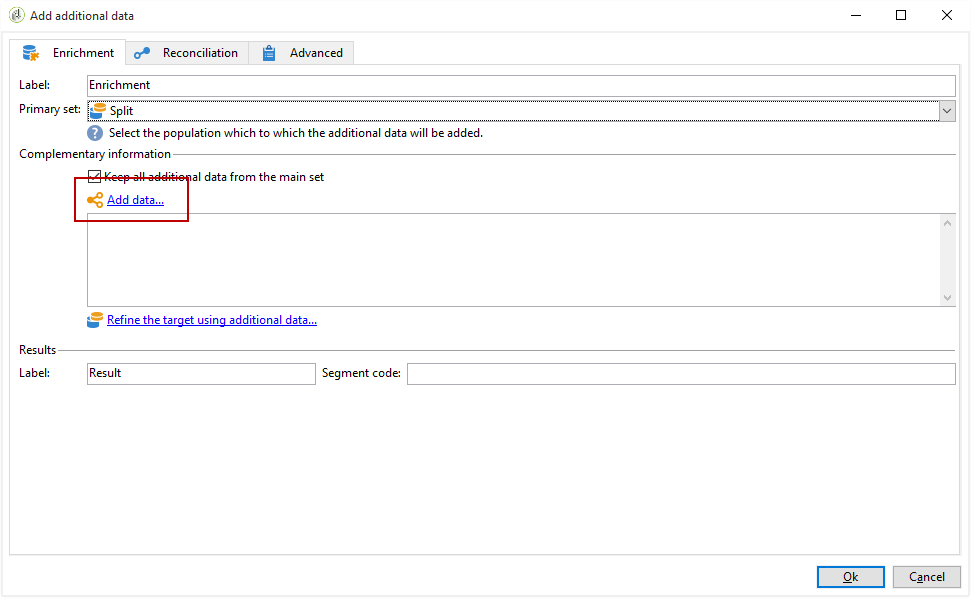 Add additional data
Enrichment Reconciliation Advanced
Label: Enrichment
Primary set: Split
? Select the population which to which the additional data will be added.
Complementary information
Keep all additional data from the main set
Add data...
Refine the target using additional data...
Results
Label: Result Segment code:
Ok Cancel